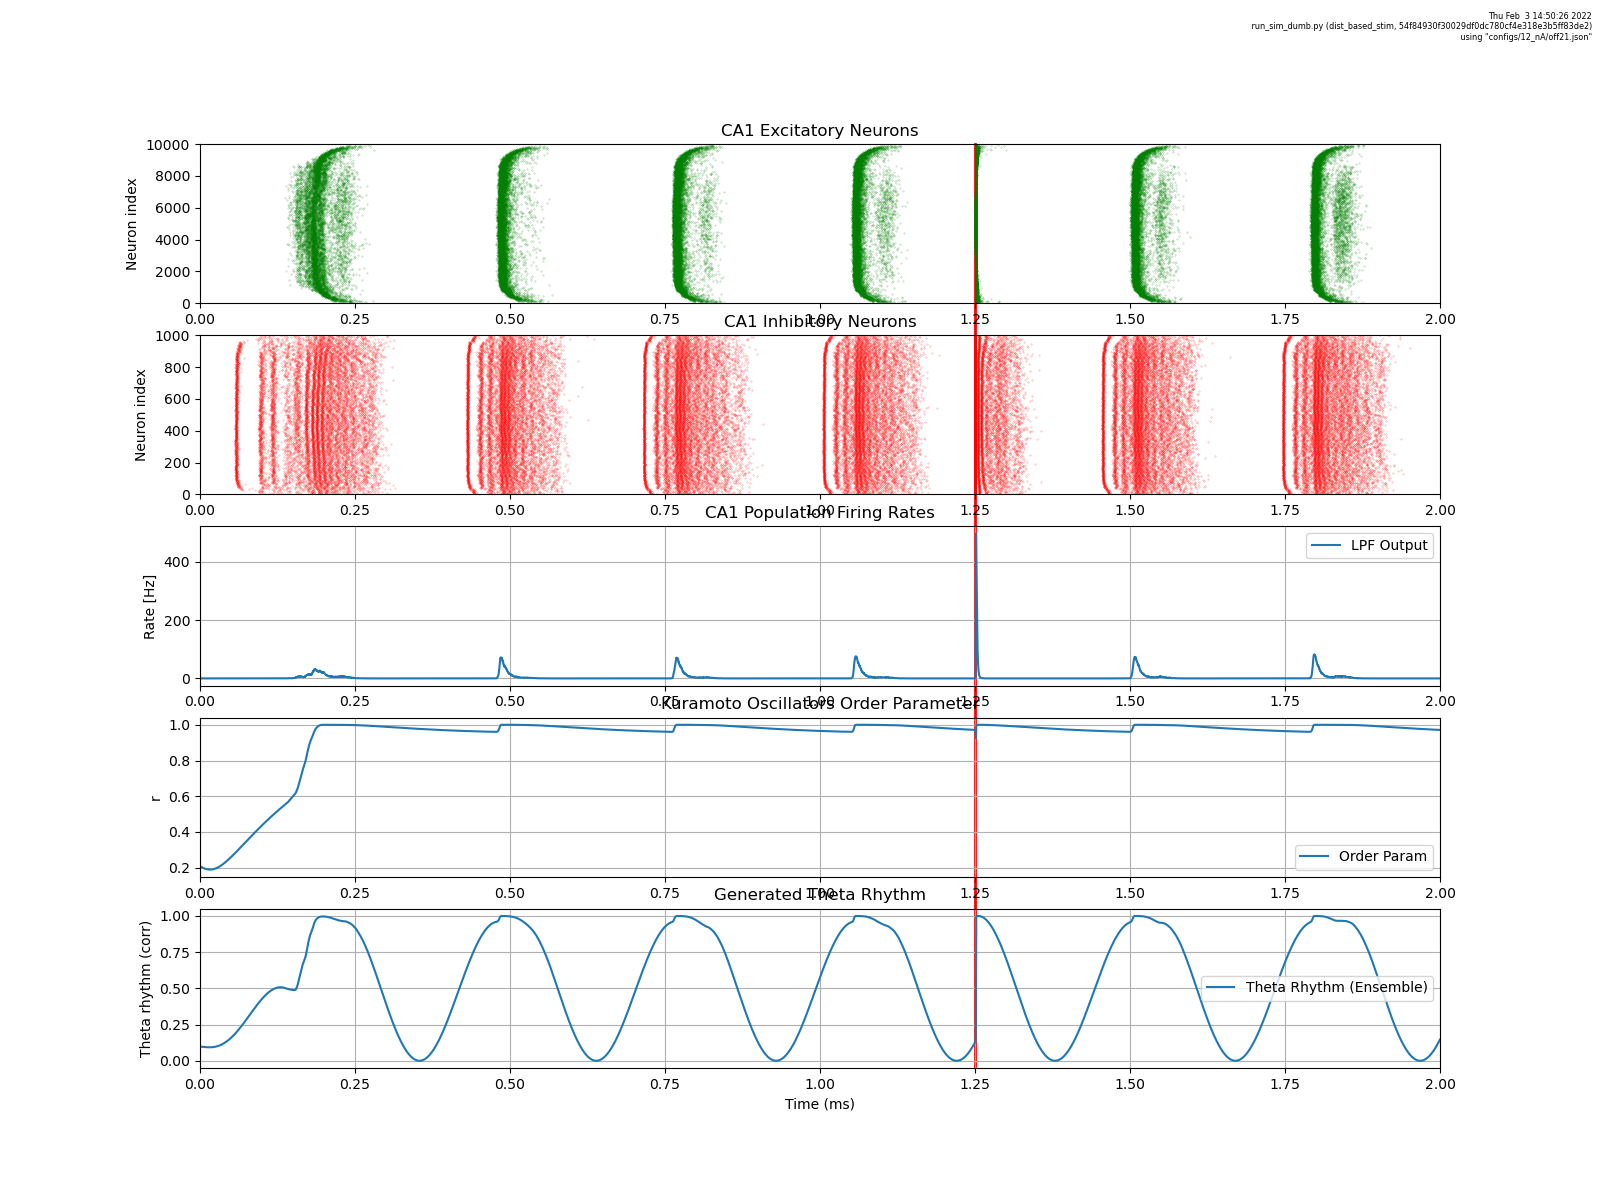 Thu Feb  3 14:50:26 2022
run_sim_dumb.py (dist_based_stim, 54f84930f30029df0dc780cf4e318e3b5ff83de2)
using "configs/12_nA/off21.json"
CA1 Excitatory Neurons
Neuron index
10000
8000
6000
4000
2000
0
0.00 0.25 0.50 0.75 1.00 1.25 1.50 1.75 2.00
CA1 Inhibitory Neurons
Neuron index
1000
800
600
400
200
0
0.00 0.25 0.50 0.75 1.00 1.25 1.50 1.75 2.00
CA1 Population Firing Rates
Rate [Hz]
400
200
0
LPF Output
0.00 0.25 0.50 0.75 1.00 1.25 1.50 1.75 2.00
Kuramoto Oscillators Order Parameter
r
1.0
0.8
0.6
0.4
0.2
Order Param
0.00 0.25 0.50 0.75 1.00 1.25 1.50 1.75 2.00
Generated Theta Rhythm
Theta rhythm (corr)
1.00
0.75
0.50
0.25
0.00
Theta Rhythm (Ensemble)
0.00 0.25 0.50 0.75 1.00 1.25 1.50 1.75 2.00
Time (ms)